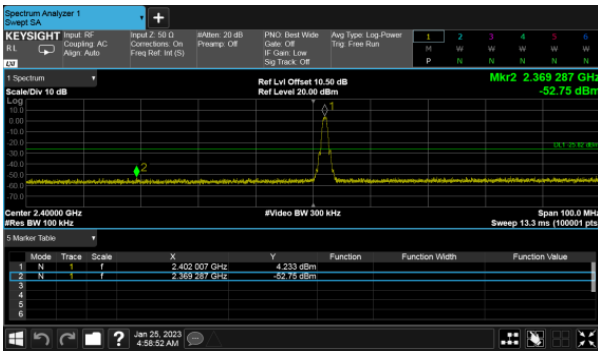 Spectrum Analyzer 1
Swept SA
+
KEYSIGHT Input: RF Input Z: 50 Ω #Atten: 20 dB PNO: Best Wide Avg Type: Log-Power 1 2 3 4 5 6
RL Coupling: AC Corrections: On Preamp: Off Gate: Off Trig: Free Run M W W W W W
Align: Auto Freq Ref: Int (S) IF Gain: Low P N N N N N
LXI Sig Track: Off
1 Spectrum Ref Lvl Offset 10.50 dB Mkr2 2.369 287 GHz
Scale/Div 10 dB Ref Level 20.00 dBm -52.75 dBm
Log
10.0
0.00
-10.0
-20.0
-30.0
-40.0
-50.0
-60.0
-70.0
1
DL1 -25.82 dBm
2
Center 2.40000 GHz #Video BW 300 kHz Span 100.0 MHz
#Res BW 100 kHz Sweep 13.3 ms (100001 pts)
5 Marker Table
Mode Trace Scale X Y Function Function Width Function Value
1 N 1 f 2.402 007 GHz 4.233 dBm
2 N 1 f 2.369 287 GHz -52.75 dBm
3
4
5
6
? Jan 25, 2023
4:58:52 AM